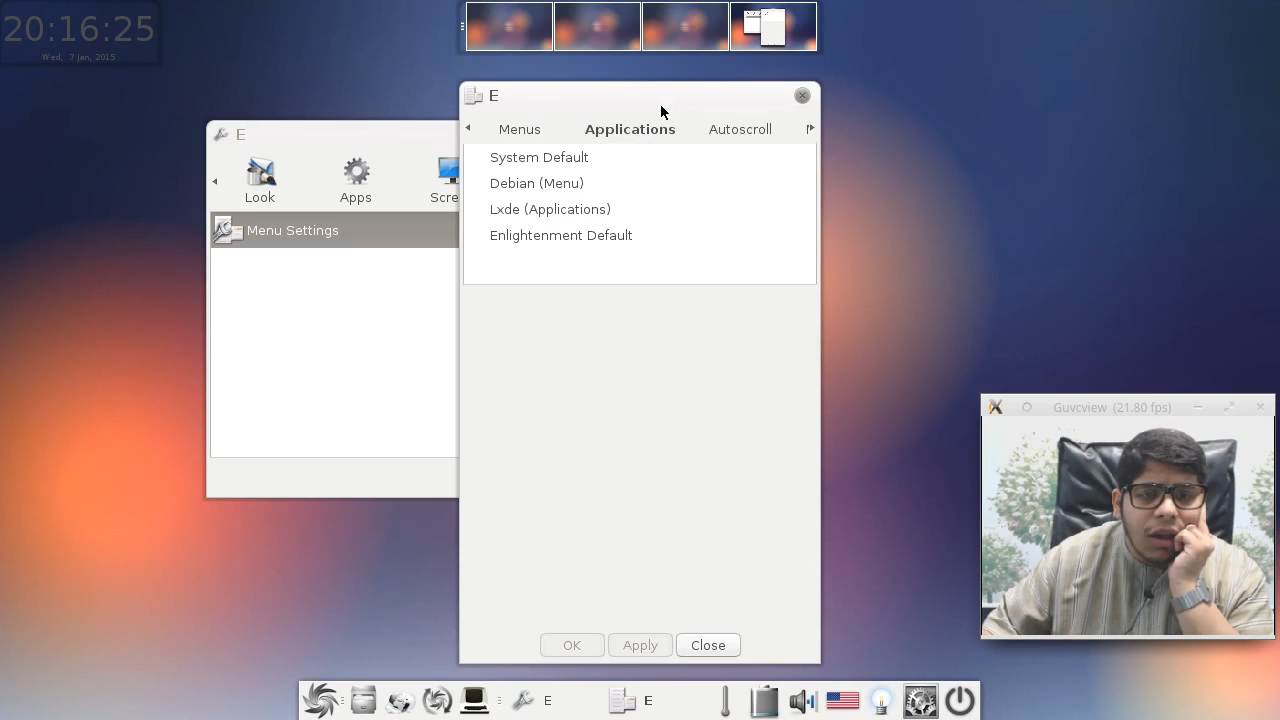 20:16:25
Wed, 7 Jan, 2015
E
Menus Applications Autoscroll
System Default
Debian (Menu)
Lxde (Applications)
Enlightenment Default
OK Apply Close
E
Look Apps Scre
Menu Settings
Guvcview (21.80 fps)
E E